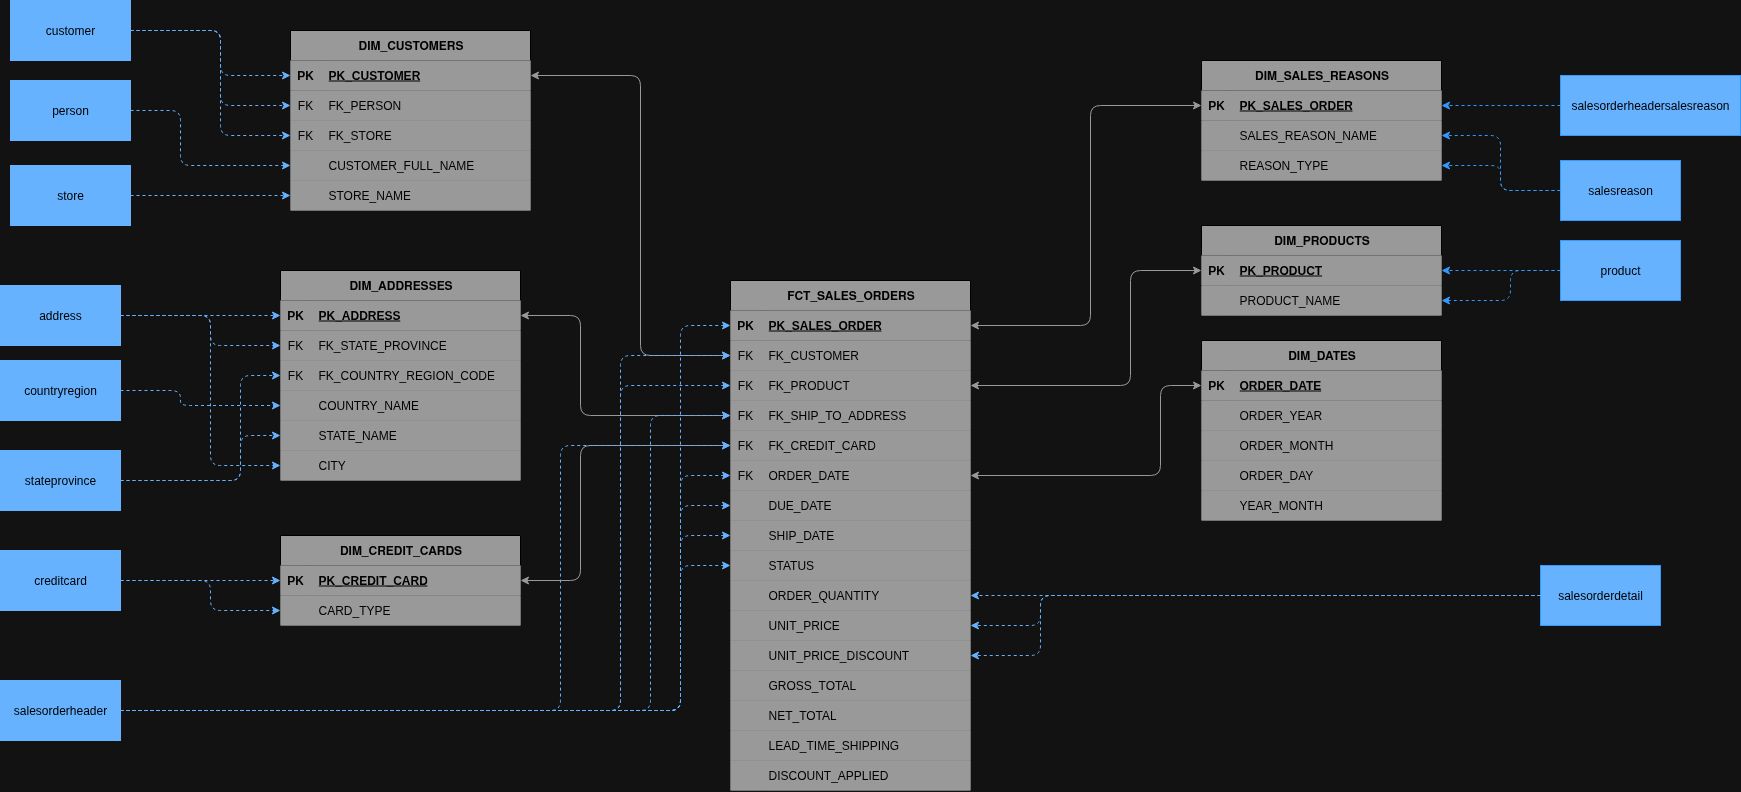 customer
person
store
DIM_CUSTOMERS
PK PK_CUSTOMER
FK FK_PERSON
FK FK_STORE
CUSTOMER_FULL_NAME
STORE_NAME
address
countryregion
stateprovince
DIM_ADDRESSES
PK PK_ADDRESS
FK FK_STATE_PROVINCE
FK FK_COUNTRY_REGION_CODE
COUNTRY_NAME
STATE_NAME
CITY
creditcard
DIM_CREDIT_CARDS
PK PK_CREDIT_CARD
CARD_TYPE
salesorderheader
FCT_SALES_ORDERS
PK PK_SALES_ORDER
FK FK_CUSTOMER
FK FK_PRODUCT
FK FK_SHIP_TO_ADDRESS
FK FK_CREDIT_CARD
FK ORDER_DATE
DUE_DATE
SHIP_DATE
STATUS
ORDER_QUANTITY
UNIT_PRICE
UNIT_PRICE_DISCOUNT
GROSS_TOTAL
NET_TOTAL
LEAD_TIME_SHIPPING
DISCOUNT_APPLIED
DIM_SALES_REASONS
PK PK_SALES_ORDER
SALES_REASON_NAME
REASON_TYPE
salesorderheadersalesreason
salesreason
DIM_PRODUCTS
PK PK_PRODUCT
PRODUCT_NAME
product
DIM_DATES
PK ORDER_DATE
ORDER_YEAR
ORDER_MONTH
ORDER_DAY
YEAR_MONTH
salesorderdetail